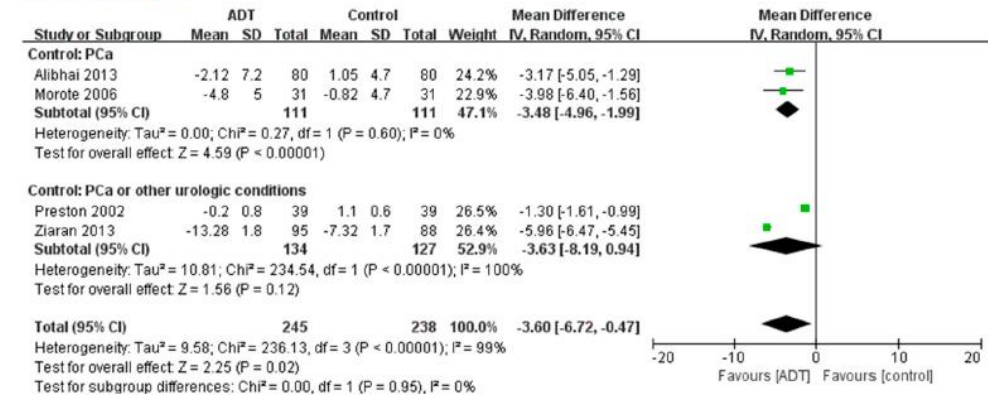 ADT Control Mean Difference Mean Difference
Study or Subgroup Mean SD Total Mean SD Total Weight IV, Random, 95% CI IV, Random, 95% CI
Control: PCa
Alibhai 2013 -2.12 7.2 80 1.05 4.7 80 24.2% -3.17 [-5.05, -1.29]
Morote 2006 -4.8 5 31 -0.82 4.7 31 22.9% -3.98 [-6.40, -1.56]
Subtotal (95% CI) 111 111 47.1% -3.48 [-4.96, -1.99]
Heterogeneity: Tau² = 0.00; Chi² = 0.27, df = 1 (P = 0.60); I² = 0%
Test for overall effect: Z = 4.59 (P < 0.00001)
Control: PCa or other urologic conditions
Preston 2002 -0.2 0.8 39 1.1 0.6 39 26.5% -1.30 [-1.61, -0.99]
Ziaran 2013 -13.28 1.8 95 -7.32 1.7 88 26.4% -5.96 [-6.47, -5.45]
Subtotal (95% CI) 134 127 52.9% -3.63 [-8.19, 0.94]
Heterogeneity: Tau² = 10.81; Chi² = 234.54, df = 1 (P < 0.00001); I² = 100%
Test for overall effect: Z = 1.56 (P = 0.12)
Total (95% CI) 245 238 100.0% -3.60 [-6.72, -0.47]
Heterogeneity: Tau² = 9.58; Chi² = 236.13, df = 3 (P < 0.00001); I² = 99%
Test for overall effect: Z = 2.25 (P = 0.02)
Test for subgroup differences: Chi² = 0.00, df = 1 (P = 0.95), I² = 0%
-20 -10 0 10 20
Favours [ADT] Favours [control]